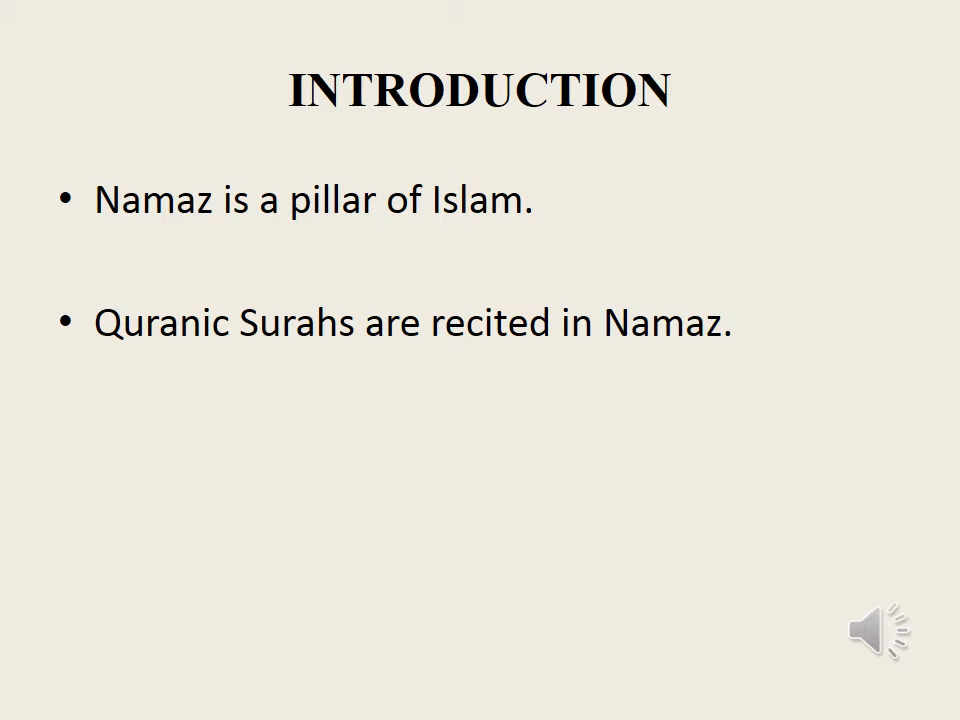 INTRODUCTION
• Namaz is a pillar of Islam.
• Quranic Surahs are recited in Namaz.